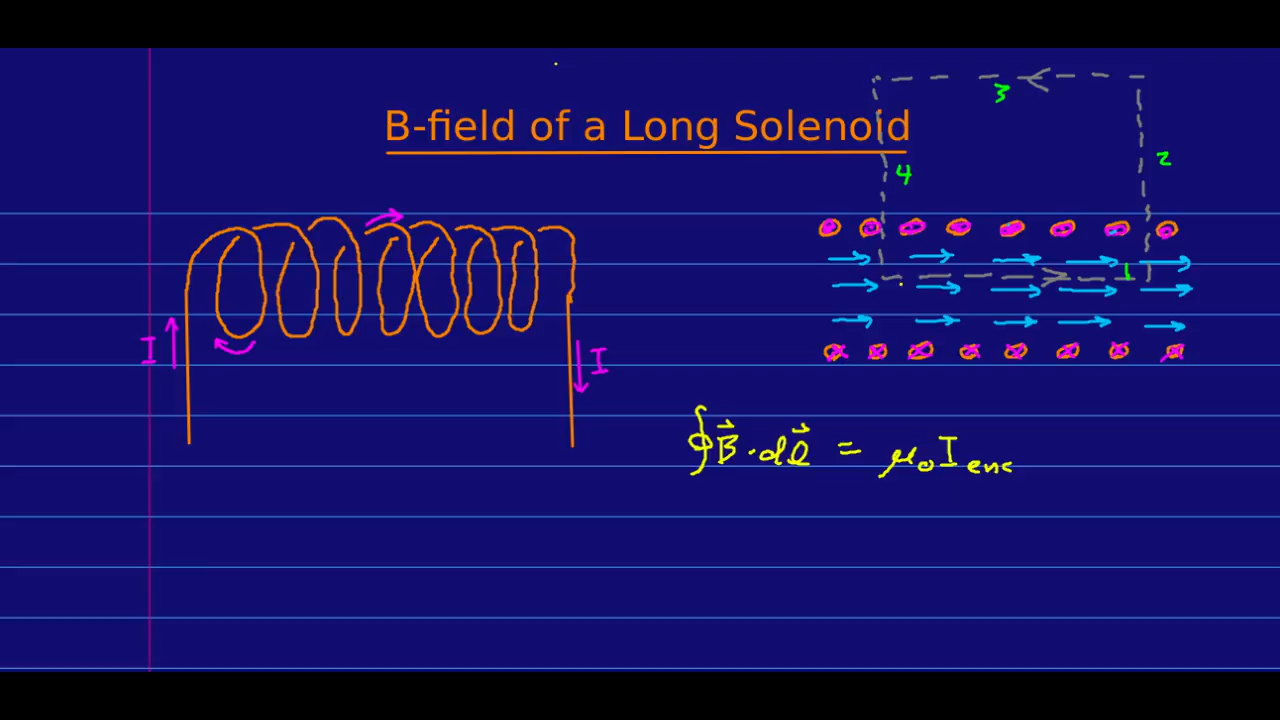 B-field of a Long Solenoid
3
2
4
1
I
I
∮B⃗·dℓ⃗ = μ₀I_enc